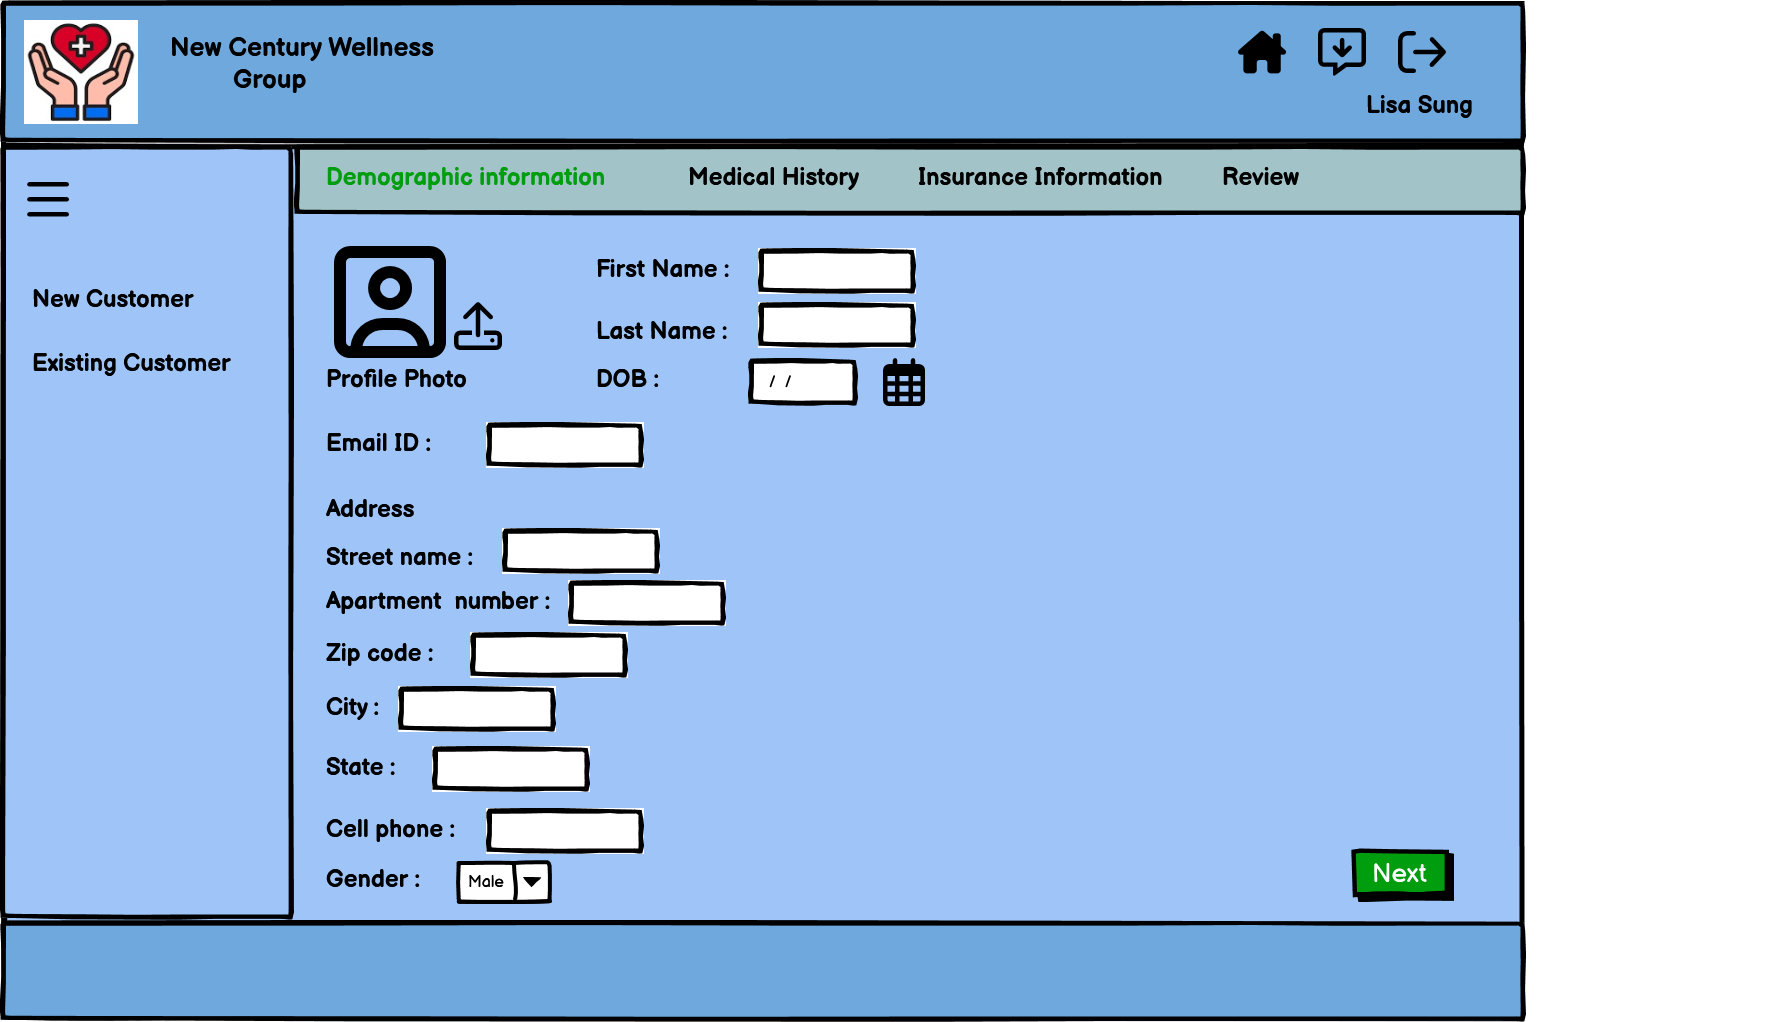 New Century Wellness
Group
Lisa Sung
Demographic information Medical History Insurance Information Review
New Customer
Existing Customer
First Name :
Last Name :
Profile Photo
DOB :
/ /
Email ID :
Address
Street name :
Apartment number :
Zip code :
City :
State :
Cell phone :
Gender :
Male
Next